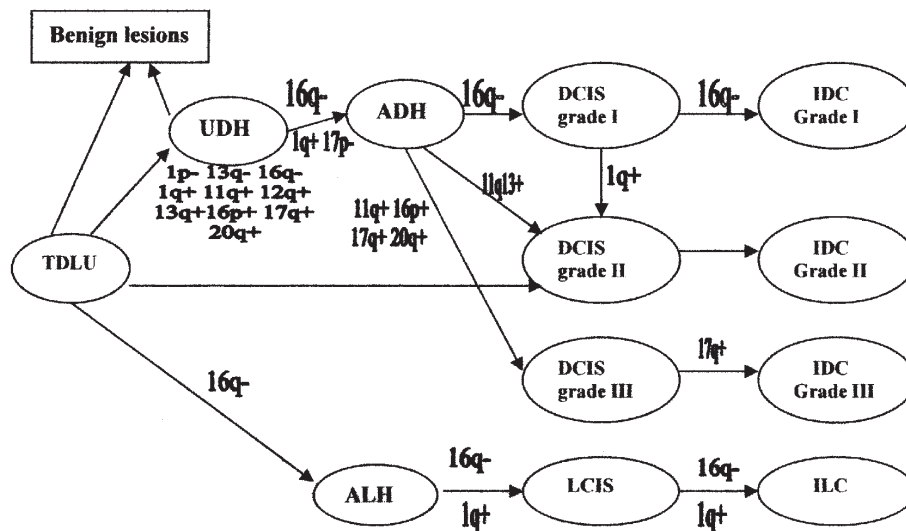 Benign lesions
16q-
16q-
16q-
UDH
ADH
DCIS
grade I
IDC
Grade I
1q+ 17p-
1p- 13q- 16q-
1q+ 11q+ 12q+
13q+16p+ 17q+
20q+
11q13+
1q+
11q+ 16p+
17q+ 20q+
TDLU
DCIS
grade II
IDC
Grade II
17q+
DCIS
grade III
IDC
Grade III
16q-
16q-
16q-
ALH
LCIS
ILC
1q+
1q+